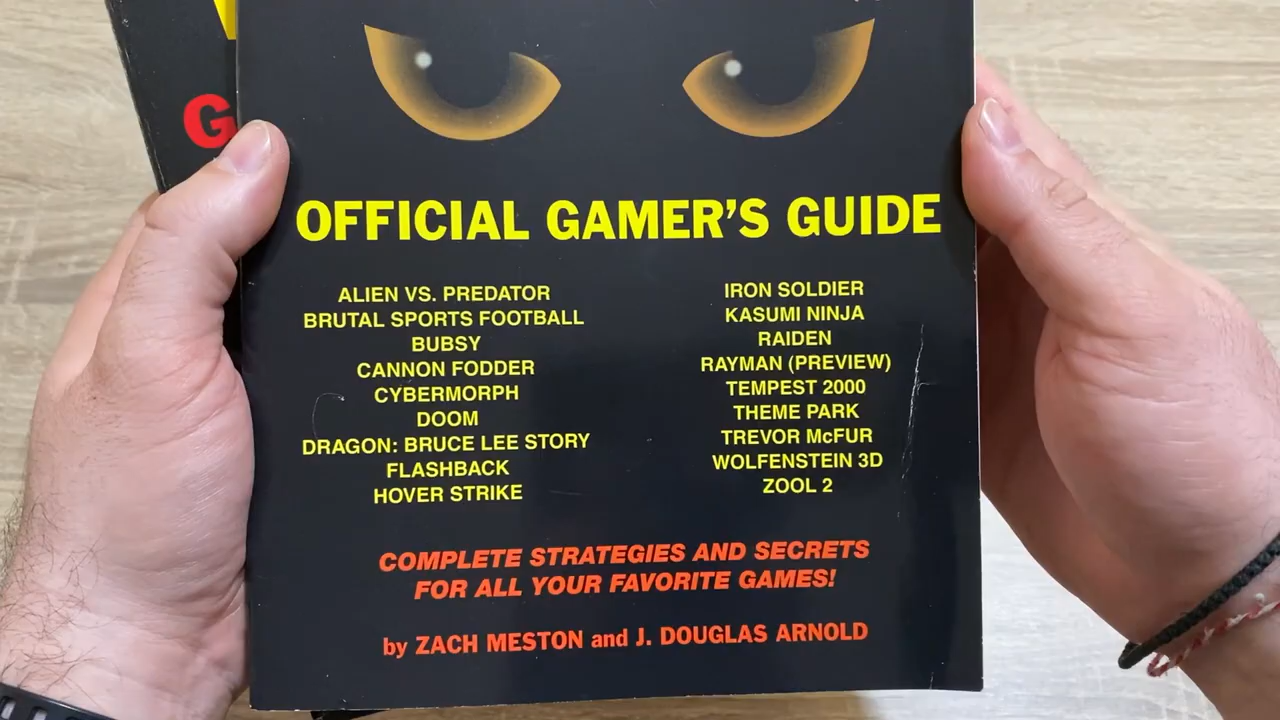 G
OFFICIAL GAMER'S GUIDE
ALIEN VS. PREDATOR
BRUTAL SPORTS FOOTBALL
BUBSY
CANNON FODDER
CYBERMORPH
DOOM
DRAGON: BRUCE LEE STORY
FLASHBACK
HOVER STRIKE
IRON SOLDIER
KASUMI NINJA
RAIDEN
RAYMAN (PREVIEW)
TEMPEST 2000
THEME PARK
TREVOR McFUR
WOLFENSTEIN 3D
ZOOL 2
COMPLETE STRATEGIES AND SECRETS
FOR ALL YOUR FAVORITE GAMES!
by ZACH MESTON and J. DOUGLAS ARNOLD